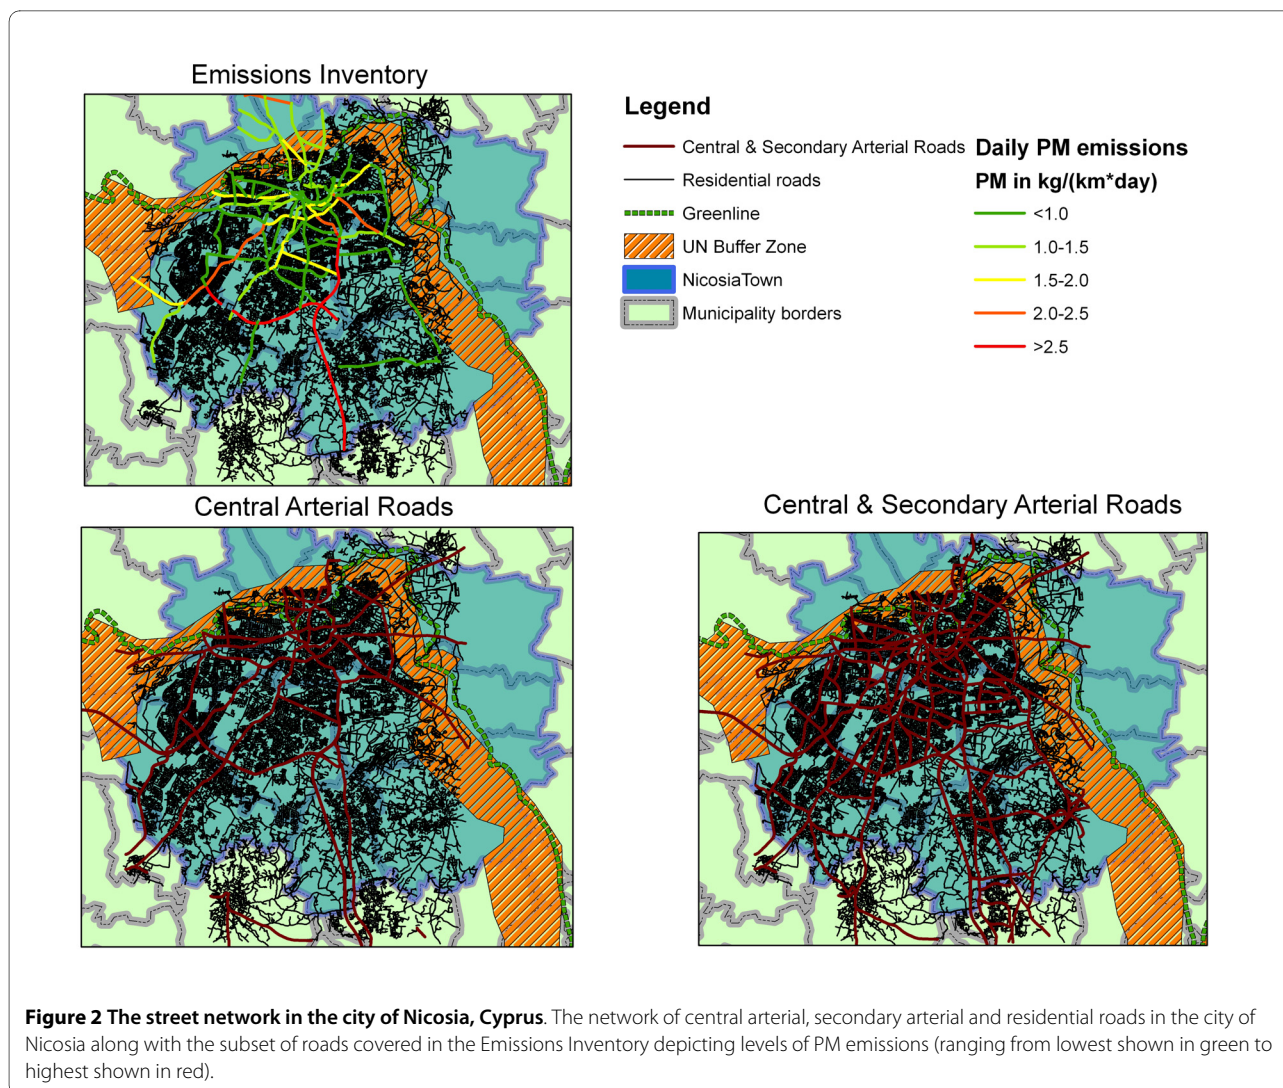 Emissions Inventory
Legend
Central & Secondary Arterial Roads
Residential roads
Greenline
UN Buffer Zone
NicosiaTown
Municipality borders
Daily PM emissions
PM in kg/(km*day)
<1.0
1.0-1.5
1.5-2.0
2.0-2.5
>2.5
Central Arterial Roads
Central & Secondary Arterial Roads
Figure 2 The street network in the city of Nicosia, Cyprus. The network of central arterial, secondary arterial and residential roads in the city of
Nicosia along with the subset of roads covered in the Emissions Inventory depicting levels of PM emissions (ranging from lowest shown in green to
highest shown in red).